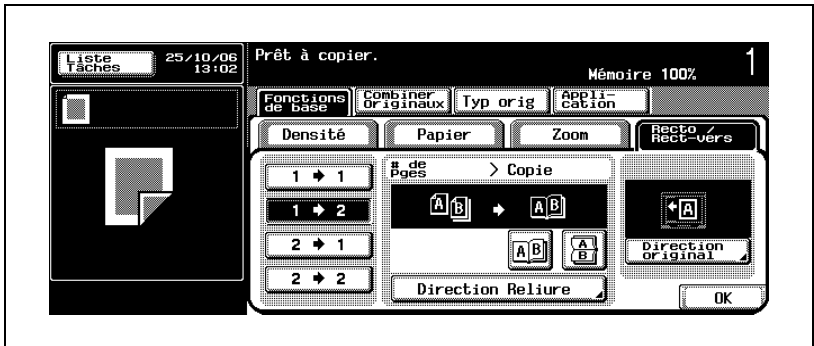 Liste
Tâches
25/10/06
13:02
Prêt à copier.
Mémoire 100%
1
Fonctions
de base
Combiner
Originaux
Typ orig
Appli-
cation
Densité
Papier
Zoom
Recto /
Rect-vers
1 → 1
1 → 2
2 → 1
2 → 2
# de
Pges
> Copie
A B → A B
A B
A
B
Direction Reliure
A
Direction
original
OK